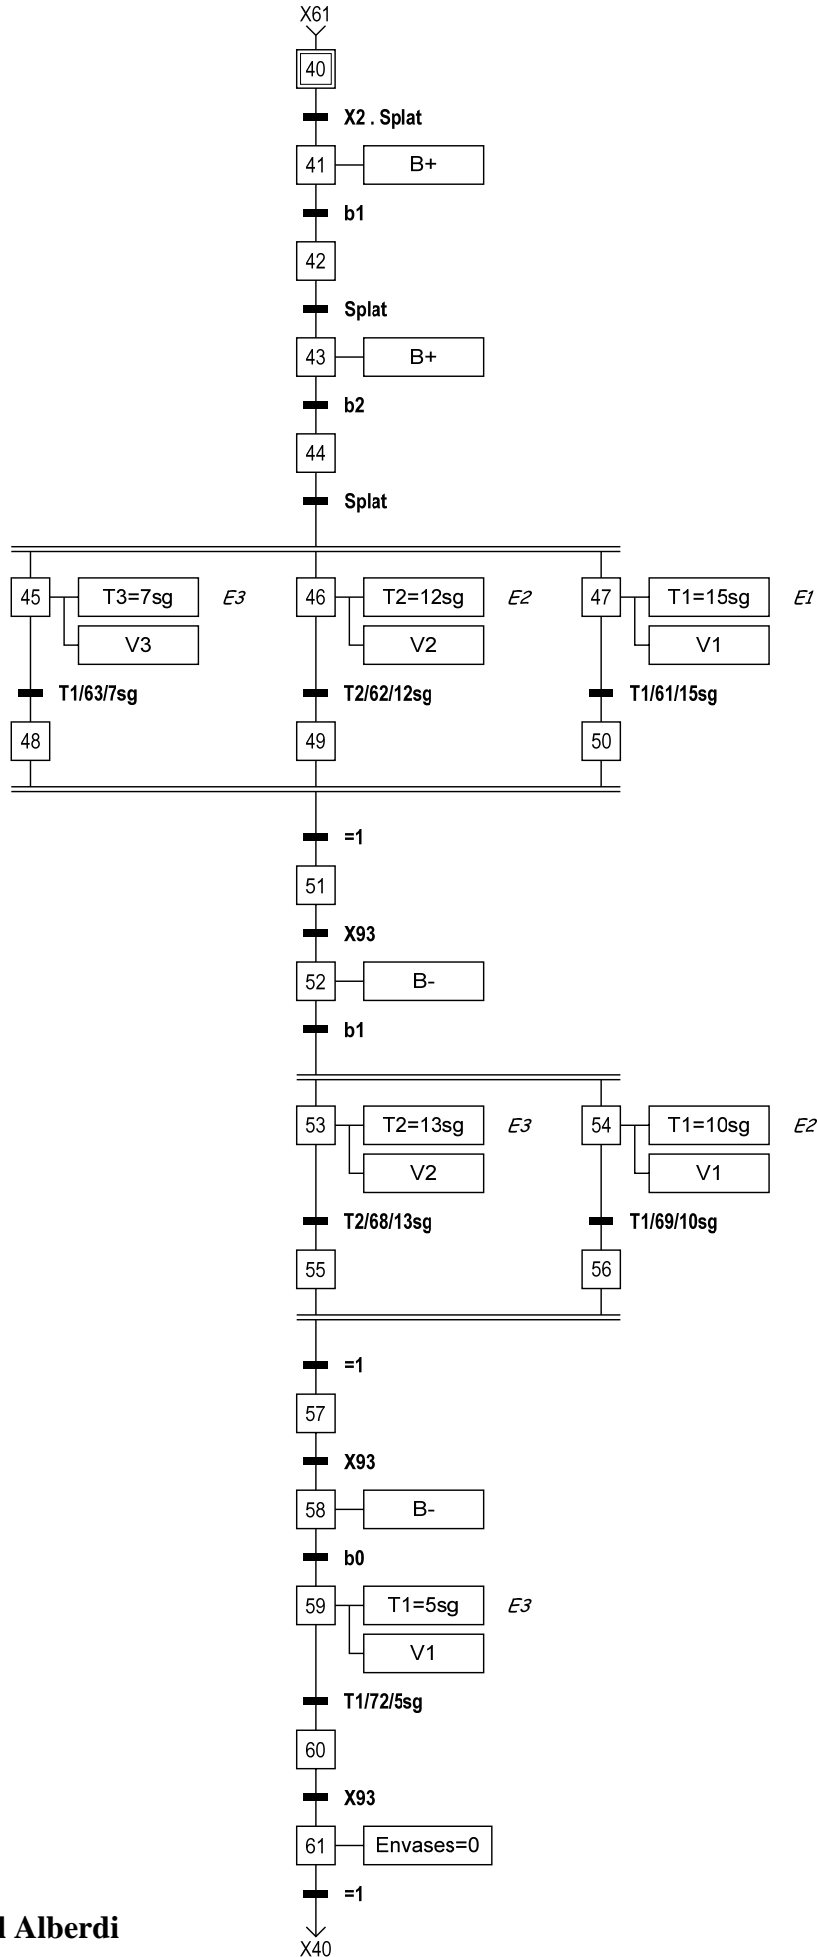 X61
40
X2 . Splat
41 B+
b1
42
Splat
43 B+
b2
44
Splat
45 T3=7sg E3 46 T2=12sg E2 47 T1=15sg E1
V3 V2 V1
T1/63/7sg T2/62/12sg T1/61/15sg
48 49 50
=1
51
X93
52 B-
b1
53 T2=13sg E3 54 T1=10sg E2
V2 V1
T2/68/13sg T1/69/10sg
55 56
=1
57
X93
58 B-
b0
59 T1=5sg E3
V1
T1/72/5sg
60
X93
61 Envases=0
=1
l Alberdi
X40